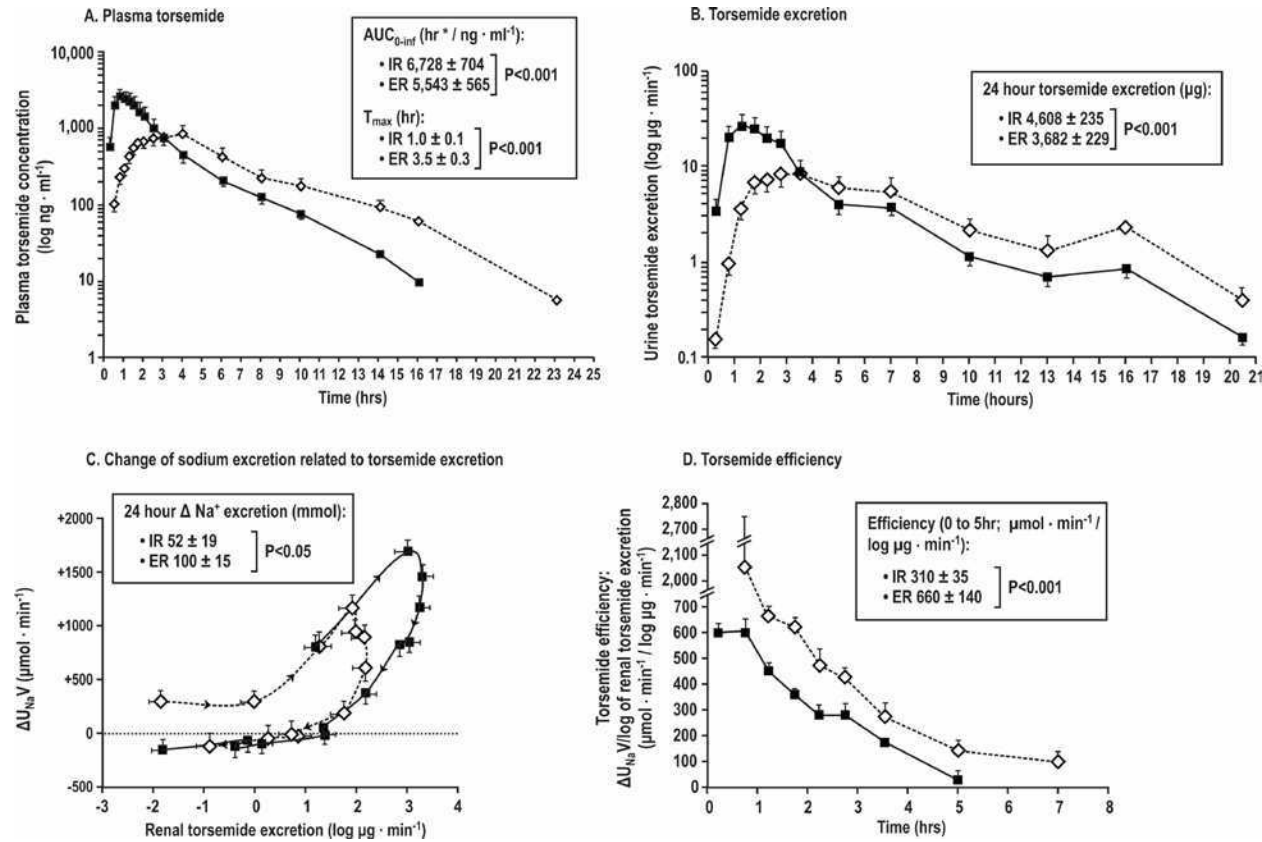 A. Plasma torsemide
AUC0-inf (hr * / ng · ml-1):
• IR 6,728 ± 704
• ER 5,543 ± 565
P<0.001
Tmax (hr):
• IR 1.0 ± 0.1
• ER 3.5 ± 0.3
P<0.001
Plasma torsemide concentration
(log ng · ml-1)
10,000
1,000
100
10
1
0 1 2 3 4 5 6 7 8 9 10 11 12 13 14 15 16 17 18 19 20 21 22 23 24 25
Time (hrs)
B. Torsemide excretion
24 hour torsemide excretion (µg):
• IR 4,608 ± 235
• ER 3,682 ± 229
P<0.001
Urine torsemide excretion (log µg · min-1)
100
10
1
0.1
0 1 2 3 4 5 6 7 8 9 10 11 12 13 14 15 16 17 18 19 20 21
Time (hours)
C. Change of sodium excretion related to torsemide excretion
24 hour Δ Na+ excretion (mmol):
• IR 52 ± 19
• ER 100 ± 15
P<0.05
ΔUNaV (µmol · min-1)
+2000
+1500
+1000
+500
0
-500
-3 -2 -1 0 1 2 3 4
Renal torsemide excretion (log µg · min-1)
D. Torsemide efficiency
Efficiency (0 to 5hr; µmol · min-1 /
log µg · min-1):
• IR 310 ± 35
• ER 660 ± 140
P<0.001
Torsemide efficiency:
ΔUNaV/log of renal torsemide excretion
(µmol · min-1 / log µg · min-1)
2,800
2,700
2,100
2,000
700
600
500
400
300
200
100
0
0 1 2 3 4 5 6 7 8
Time (hrs)